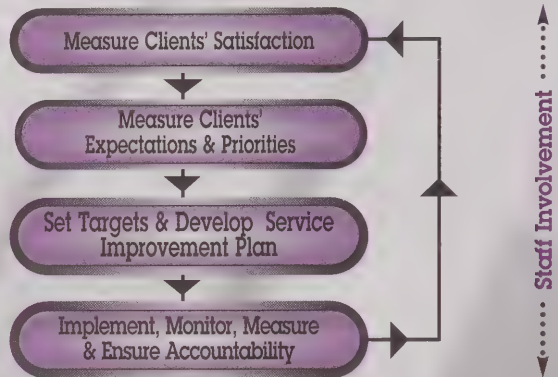 Measure Clients' Satisfaction
Measure Clients'
Expectations & Priorities
Set Targets & Develop Service
Improvement Plan
Implement, Monitor, Measure
& Ensure Accountability
Staff Involvement